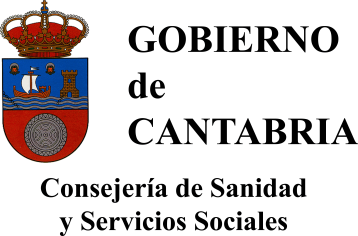 GOBIERNO
de
CANTABRIA
Consejería de Sanidad
y Servicios Sociales